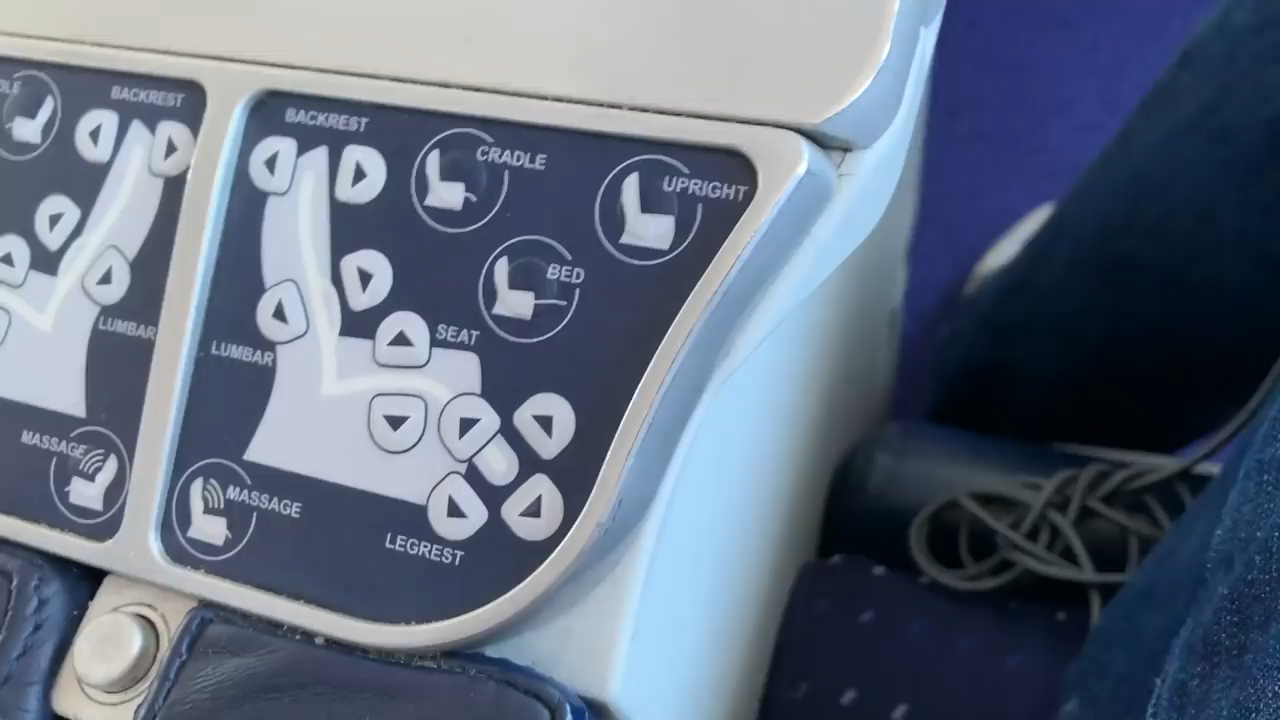 BACKREST
LUMBAR
MASSAGE
BACKREST
CRADLE
UPRIGHT
BED
SEAT
LUMBAR
MASSAGE
LEGREST